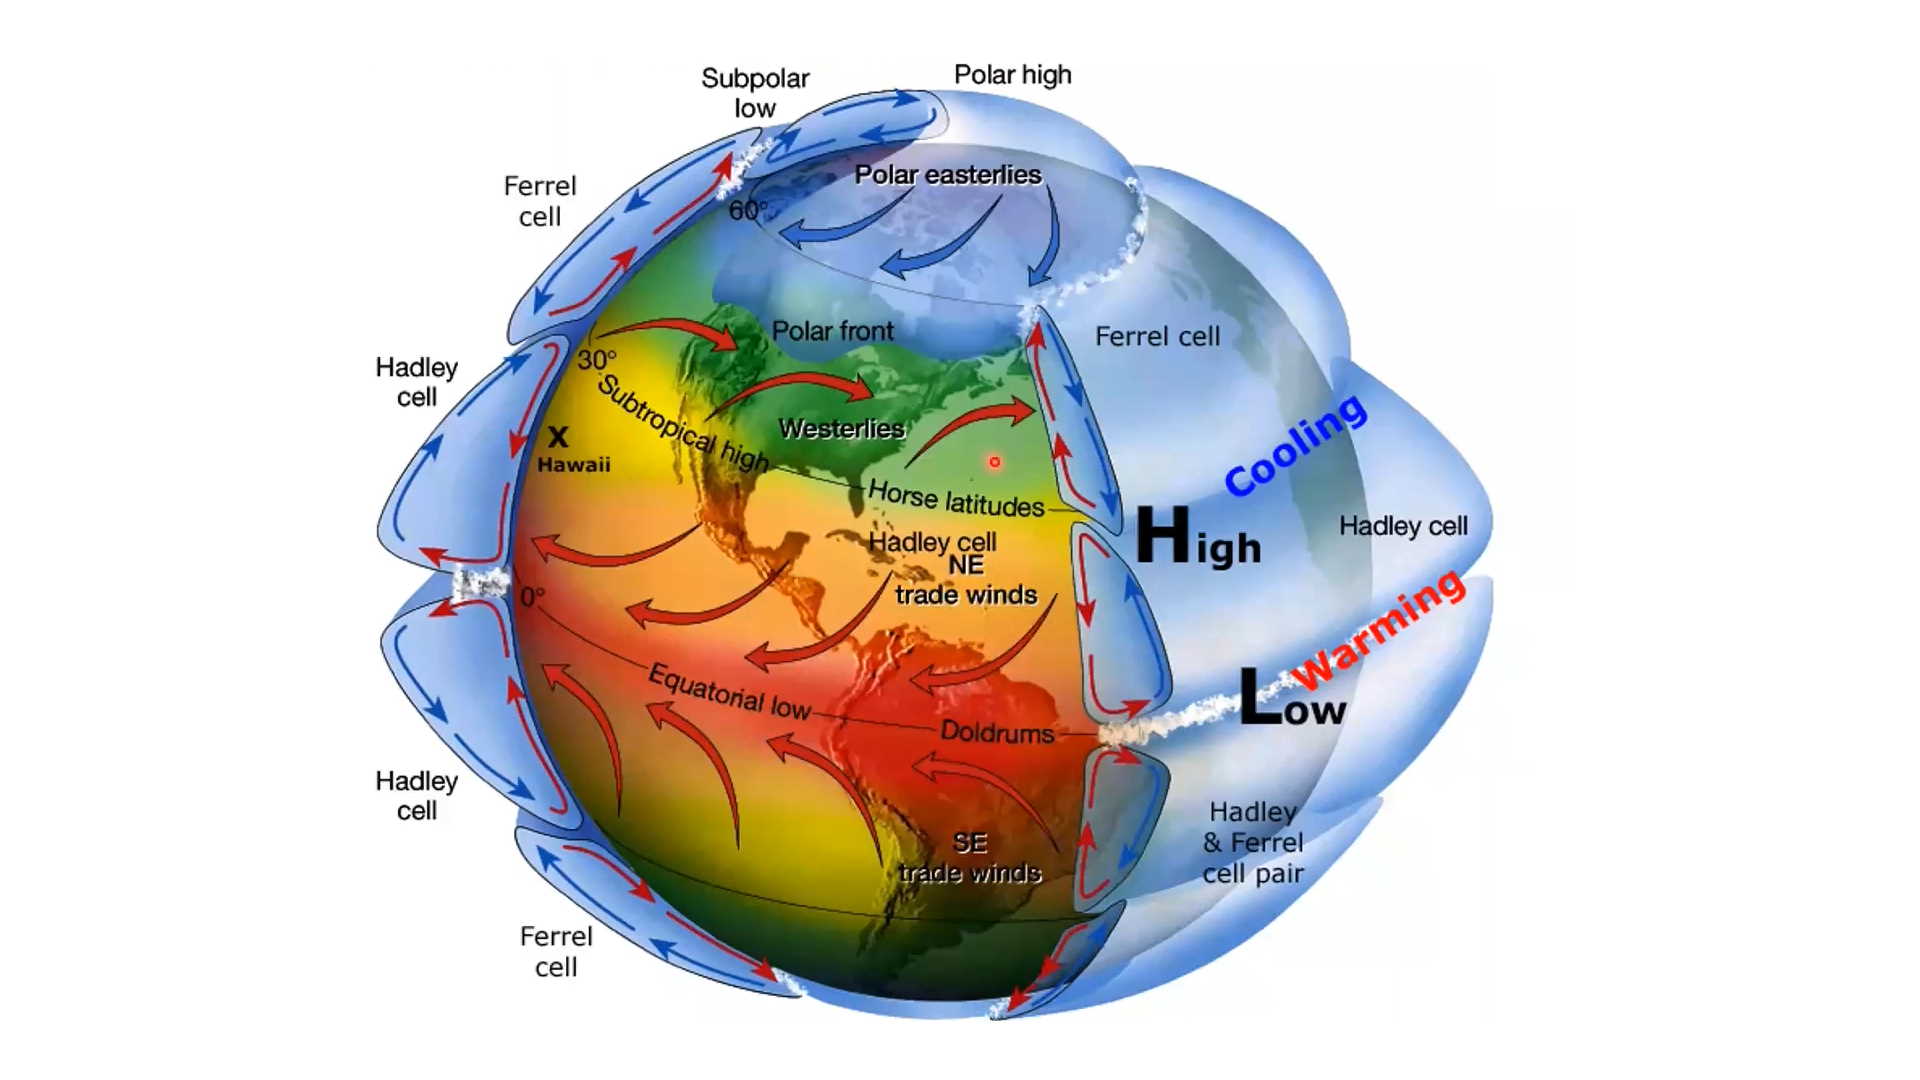 Subpolar
low
Polar high
Polar easterlies
Ferrel
cell
60°
Polar front
Ferrel cell
30°
Hadley
cell
Subtropical high
Westerlies
Cooling
X
Hawaii
Horse latitudes
High
Hadley cell
Hadley cell
NE
trade winds
0°
Warming
Equatorial low
Low
Doldrums
Hadley
cell
SE
trade winds
Hadley
& Ferrel
cell pair
Ferrel
cell